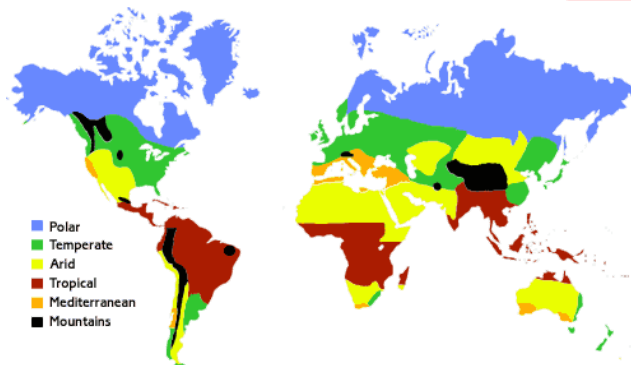 Polar
Temperate
Arid
Tropical
Mediterranean
Mountains